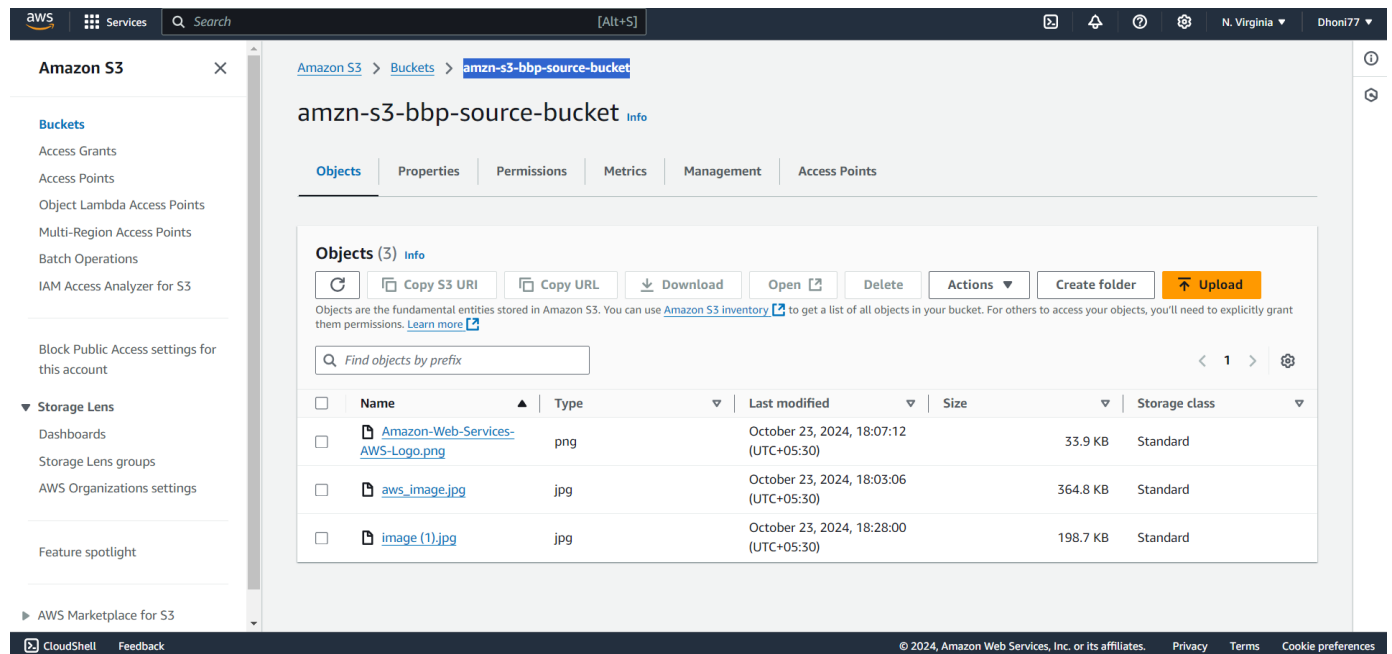 aws Services Search [Alt+S] N. Virginia ▼ Dhoni77 ▼
Amazon S3
Buckets
Access Grants
Access Points
Object Lambda Access Points
Multi-Region Access Points
Batch Operations
IAM Access Analyzer for S3
Block Public Access settings for
this account
▼ Storage Lens
Dashboards
Storage Lens groups
AWS Organizations settings
Feature spotlight
▶ AWS Marketplace for S3
Amazon S3 > Buckets > amzn-s3-bbp-source-bucket
amzn-s3-bbp-source-bucket Info
Objects Properties Permissions Metrics Management Access Points
Objects (3) Info
Copy S3 URI Copy URL Download Open Delete Actions ▼ Create folder Upload
Objects are the fundamental entities stored in Amazon S3. You can use Amazon S3 inventory to get a list of all objects in your bucket. For others to access your objects, you'll need to explicitly grant
them permissions. Learn more
Find objects by prefix < 1 >
Name Type Last modified Size Storage class
Amazon-Web-Services- png October 23, 2024, 18:07:12 33.9 KB Standard
AWS-Logo.png (UTC+05:30)
aws_image.jpg jpg October 23, 2024, 18:03:06 364.8 KB Standard
(UTC+05:30)
image (1).jpg jpg October 23, 2024, 18:28:00 198.7 KB Standard
(UTC+05:30)
CloudShell Feedback © 2024, Amazon Web Services, Inc. or its affiliates. Privacy Terms Cookie preferences